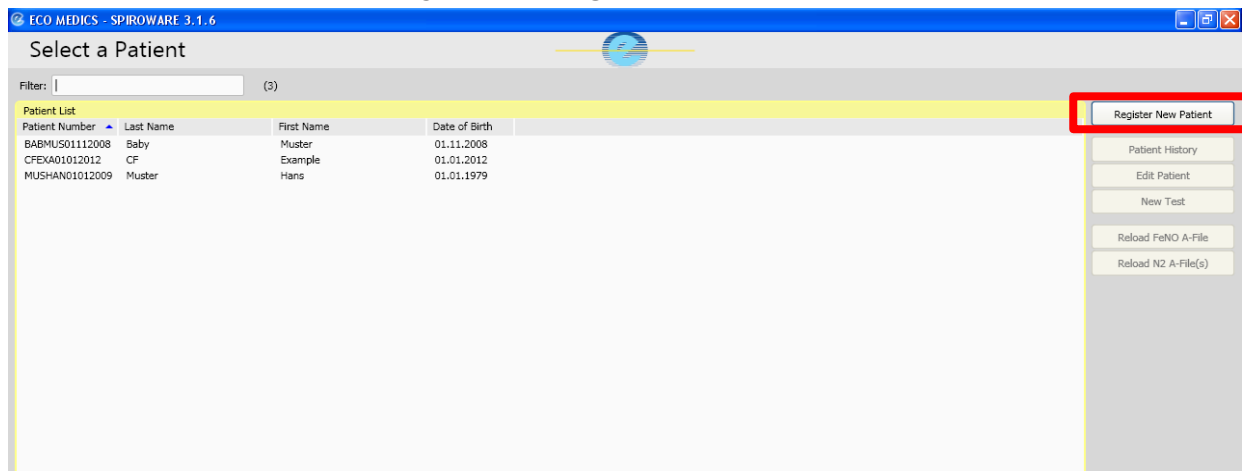 ECO MEDICS - SPIROWARE 3.1.6
Select a Patient
Filter: (3)
Patient List
Patient Number Last Name First Name Date of Birth
BABMUS01112008 Baby Muster 01.11.2008
CFEXA01012012 CF Example 01.01.2012
MUSHAN01012009 Muster Hans 01.01.1979
Register New Patient
Patient History
Edit Patient
New Test
Reload FeNO A-File
Reload N2 A-File(s)